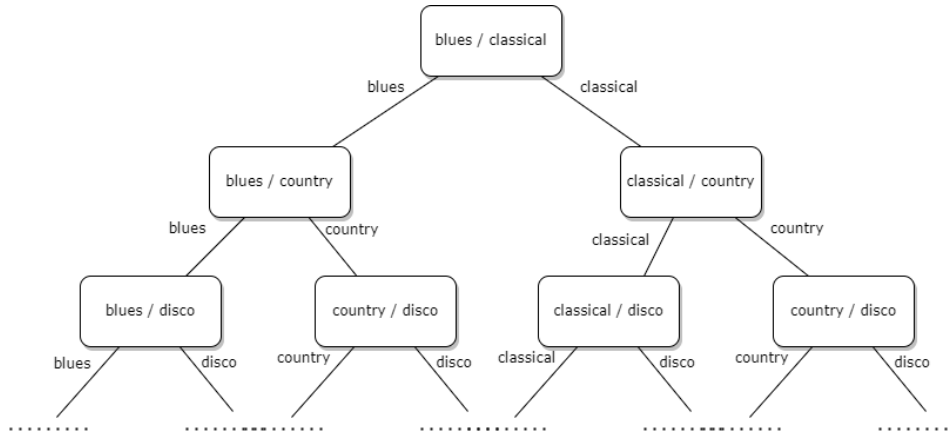 blues / classical
blues
classical
blues / country
classical / country
blues
country
classical
country
blues / disco
country / disco
classical / disco
country / disco
blues
disco
country
disco
classical
disco
country
disco